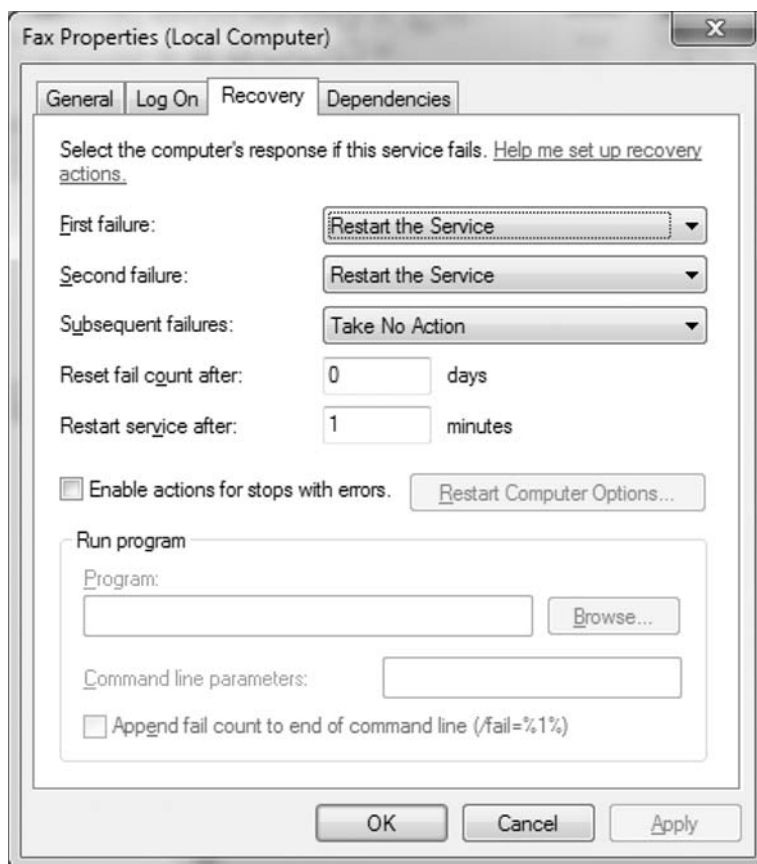 Fax Properties (Local Computer)
General Log On Recovery Dependencies
Select the computer's response if this service fails. Help me set up recovery
actions.
First failure: Restart the Service
Second failure: Restart the Service
Subsequent failures: Take No Action
Reset fail count after: 0 days
Restart service after: 1 minutes
Enable actions for stops with errors. Restart Computer Options...
Run program
Program:
Browse...
Command line parameters:
Append fail count to end of command line (/fail=%1%)
OK Cancel Apply